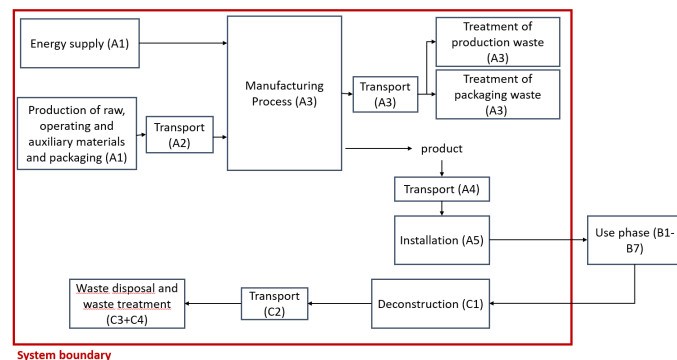 Energy supply (A1)
Production of raw,
operating and
auxiliary materials
and packaging (A1)
Transport
(A2)
Manufacturing
Process (A3)
Transport
(A3)
Treatment of
production waste
(A3)
Treatment of
packaging waste
(A3)
product
Transport (A4)
Installation (A5)
Use phase (B1-
B7)
Deconstruction (C1)
Transport
(C2)
Waste disposal and
waste treatment
(C3+C4)
System boundary